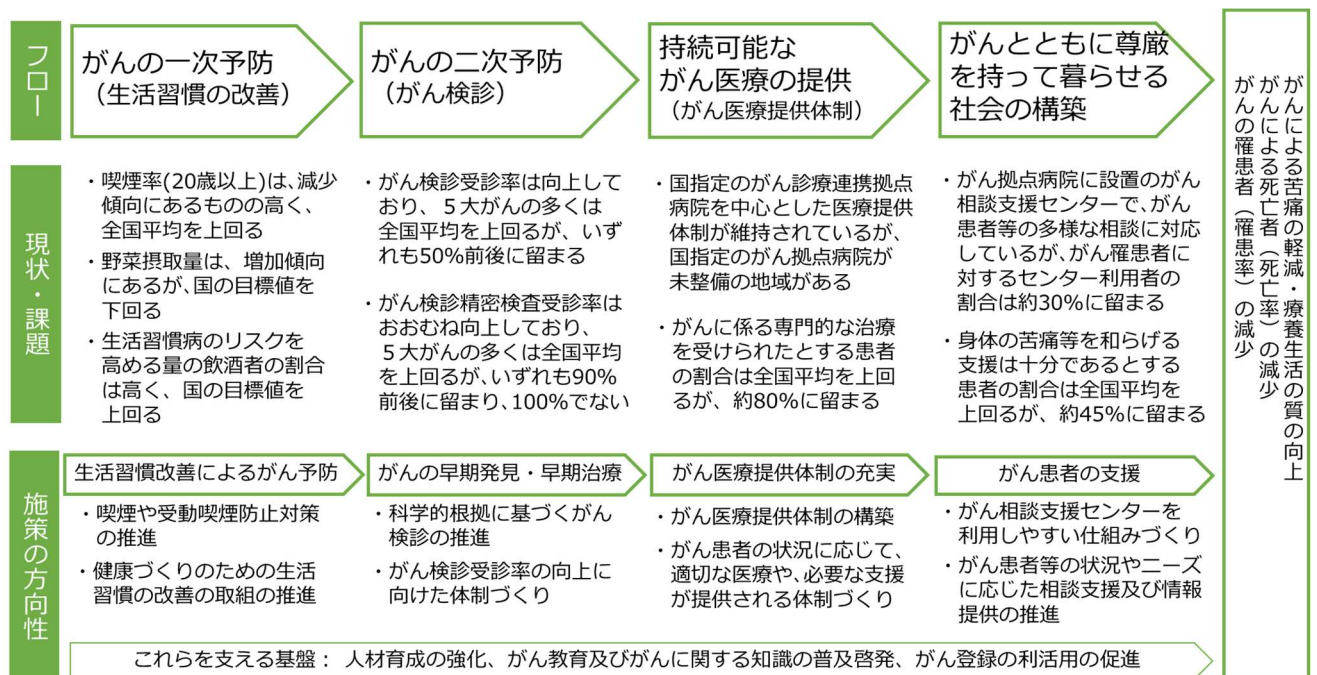 フロー
がんの一次予防
（生活習慣の改善）
がんの二次予防
（がん検診）
持続可能な
がん医療の提供
（がん医療提供体制）
がんとともに尊厳
を持って暮らせる
社会の構築
現状・課題
・喫煙率(20歳以上)は､減少
傾向にあるものの高く、
全国平均を上回る
・野菜摂取量は、増加傾向
にあるが､国の目標値を
下回る
・生活習慣病のリスクを
高める量の飲酒者の割合
は高く、国の目標値を
上回る
・がん検診受診率は向上して
おり、５大がんの多くは
全国平均を上回るが､いず
れも50%前後に留まる
・がん検診精密検査受診率は
おおむね向上しており、
５大がんの多くは全国平均
を上回るが､いずれも90%
前後に留まり､100%でない
・国指定のがん診療連携拠点
病院を中心とした医療提供
体制が維持されているが、
国指定のがん拠点病院が
未整備の地域がある
・がんに係る専門的な治療
を受けられたとする患者
の割合は全国平均を上回
るが、約80%に留まる
・がん拠点病院に設置のがん
相談支援センターで､がん
患者等の多様な相談に対応
しているが､がん罹患者に
対するセンター利用者の
割合は約30%に留まる
・身体の苦痛等を和らげる
支援は十分であるとする
患者の割合は全国平均を
上回るが、約45%に留まる
施策の方向性
生活習慣改善によるがん予防
・喫煙や受動喫煙防止対策
の推進
・健康づくりのための生活
習慣の改善の取組の推進
がんの早期発見・早期治療
・科学的根拠に基づくがん
検診の推進
・がん検診受診率の向上に
向けた体制づくり
がん医療提供体制の充実
・がん医療提供体制の構築
・がん患者の状況に応じて、
適切な医療や､必要な支援
が提供される体制づくり
がん患者の支援
・がん相談支援センターを
利用しやすい仕組みづくり
・がん患者等の状況やニーズ
に応じた相談支援及び情報
提供の推進
これらを支える基盤： 人材育成の強化、がん教育及びがんに関する知識の普及啓発、がん登録の利活用の促進
がんによる苦痛の軽減・療養生活の質の向上
がんによる死亡者（死亡率）の減少
がんの罹患者（罹患率）の減少